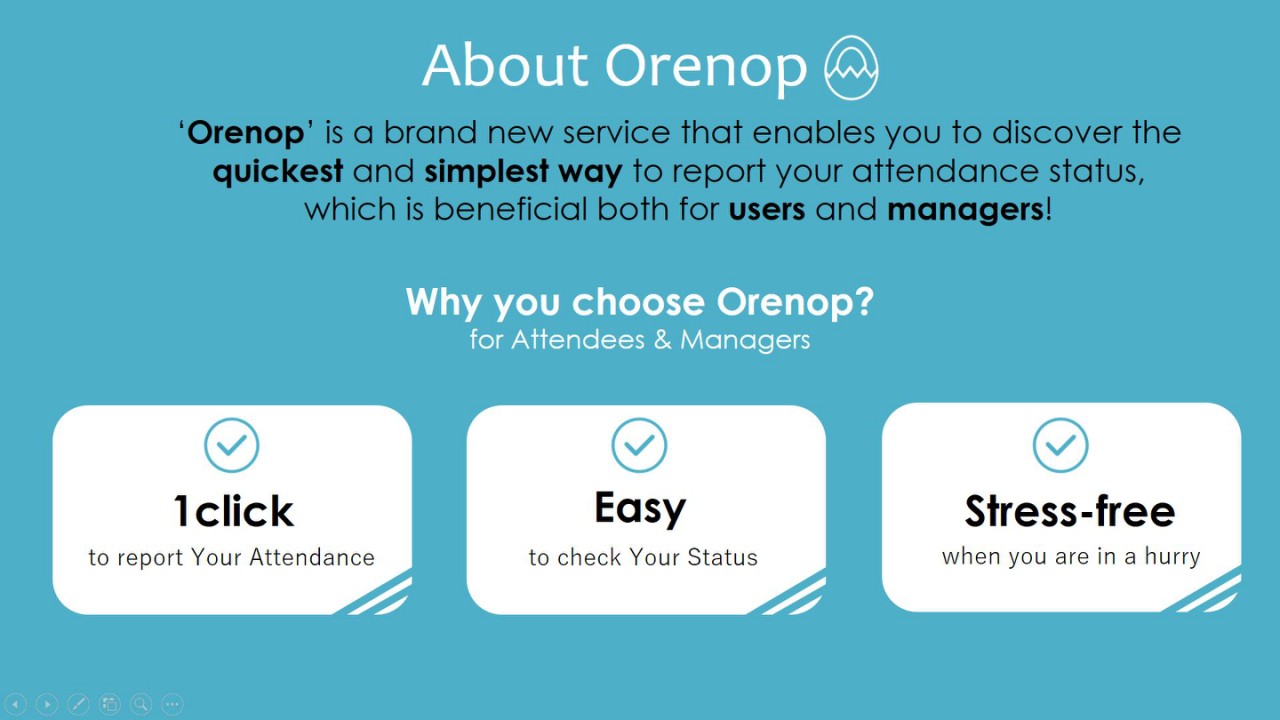 About Orenop
‘Orenop’ is a brand new service that enables you to discover the
quickest and simplest way to report your attendance status,
which is beneficial both for users and managers!
Why you choose Orenop?
for Attendees & Managers
1click
to report Your Attendance
Easy
to check Your Status
Stress-free
when you are in a hurry